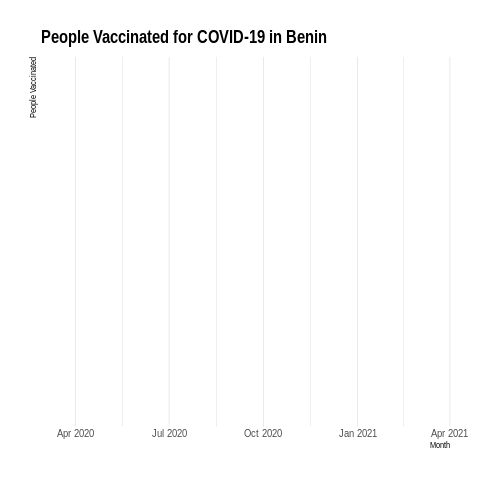 People Vaccinated for COVID-19 in Benin
People Vaccinated
Apr 2020 Jul 2020 Oct 2020 Jan 2021 Apr 2021
Month